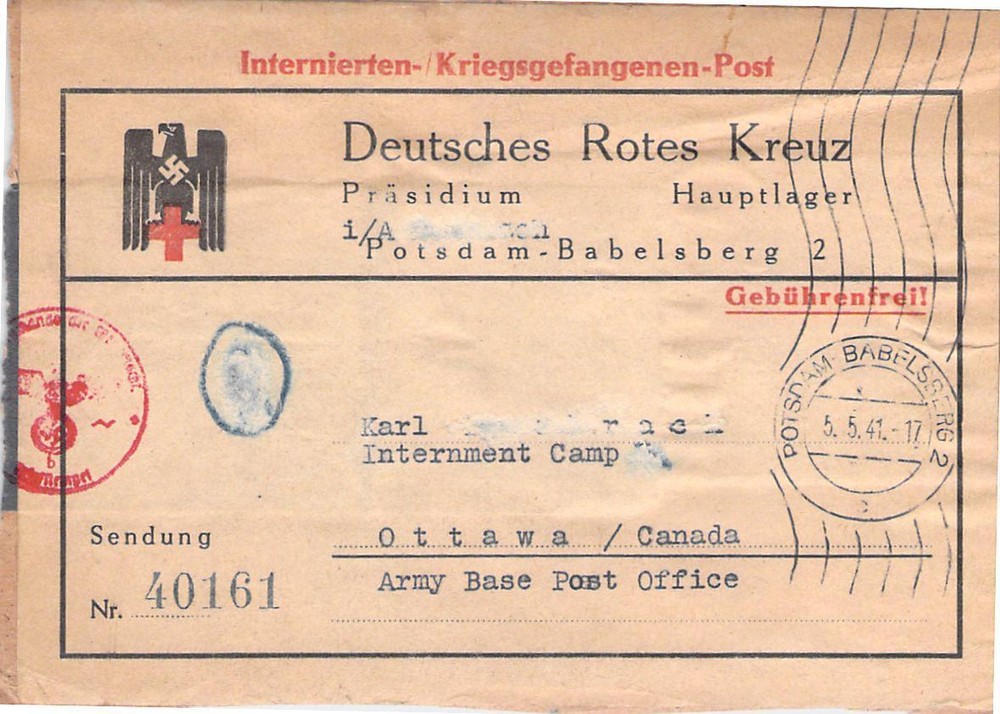 Internierten-/Kriegsgefangenen-Post
Deutsches Rotes Kreuz
Präsidium Hauptlager
i/A
Potsdam-Babelsberg 2
Gebührenfrei!
POTSDAM-BABELSBERG 2
5.5.41.-17
c
b
Karl
Internment Camp
Sendung
Ottawa / Canada
Army Base Post Office
Nr. 40161